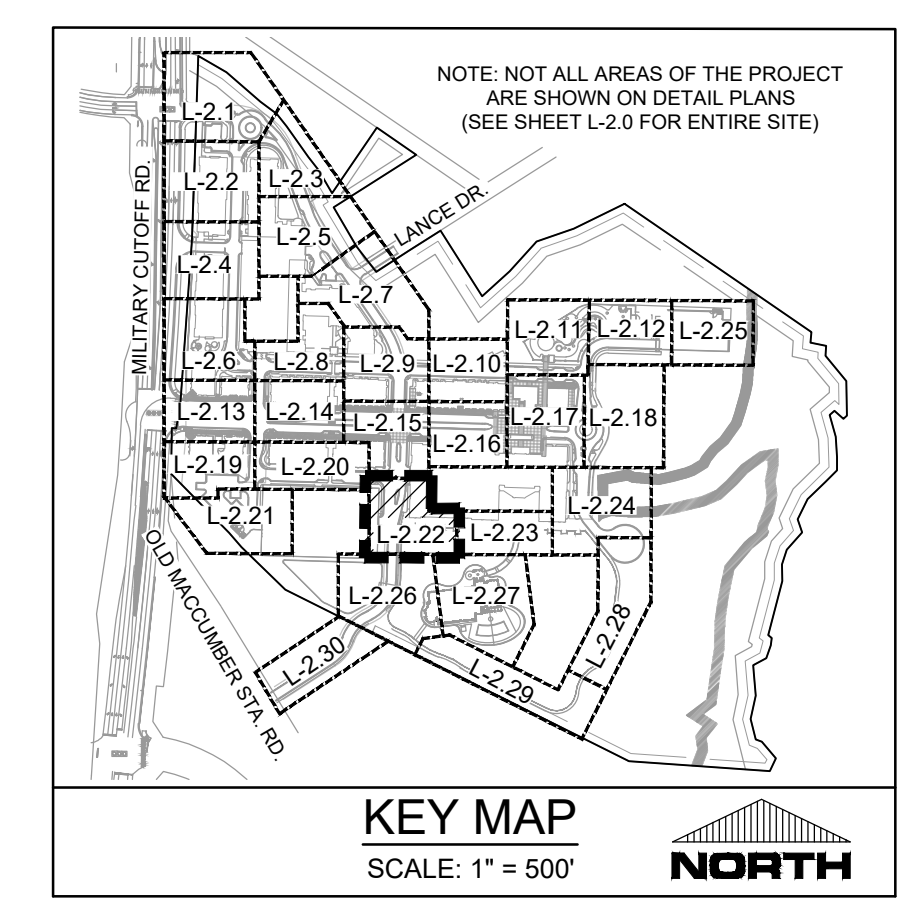 NOTE: NOT ALL AREAS OF THE PROJECT
ARE SHOWN ON DETAIL PLANS
(SEE SHEET L-2.0 FOR ENTIRE SITE)
MILITARY CUTOFF RD.
LANCE DR.
OLD MACCUMBER STA. RD.
L-2.1
L-2.2
L-2.3
L-2.4
L-2.5
L-2.7
L-2.6
L-2.8
L-2.9
L-2.10
L-2.11
L-2.12
L-2.25
L-2.13
L-2.14
L-2.15
L-2.16
L-2.17
L-2.18
L-2.19
L-2.20
L-2.21
L-2.22
L-2.23
L-2.24
L-2.26
L-2.27
L-2.28
L-2.29
L-2.30
KEY MAP
SCALE: 1" = 500'
NORTH